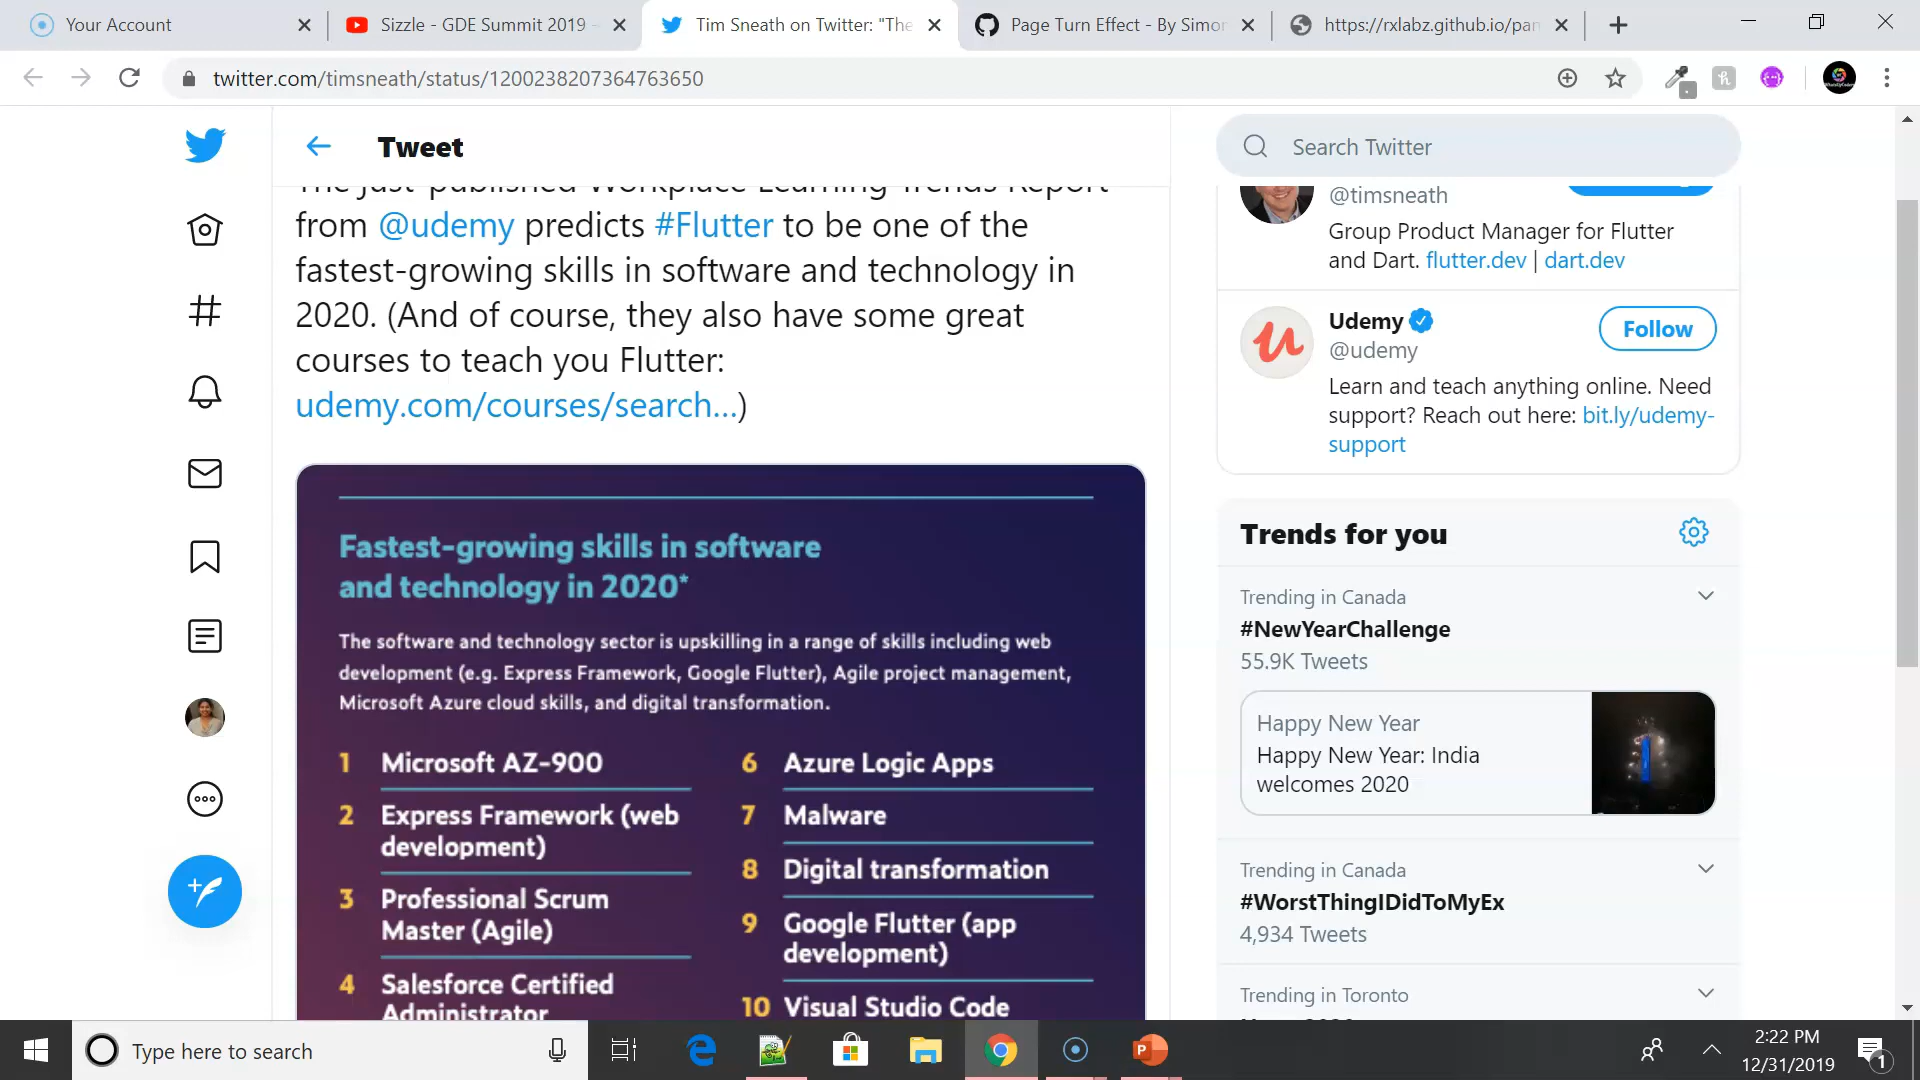 Your Account
Sizzle - GDE Summit 2019 -
Tim Sneath on Twitter: "The
Page Turn Effect - By Simon
https://rxlabz.github.io/pan
twitter.com/timsneath/status/1200238207364763650
Tweet
The just-published Workplace Learning Trends Report
from @udemy predicts #Flutter to be one of the
fastest-growing skills in software and technology in
2020. (And of course, they also have some great
courses to teach you Flutter:
udemy.com/courses/search...)
Fastest-growing skills in software
and technology in 2020*
The software and technology sector is upskilling in a range of skills including web
development (e.g. Express Framework, Google Flutter), Agile project management,
Microsoft Azure cloud skills, and digital transformation.
1 Microsoft AZ-900
2 Express Framework (web
development)
3 Professional Scrum
Master (Agile)
4 Salesforce Certified
Administrator
6 Azure Logic Apps
7 Malware
8 Digital transformation
9 Google Flutter (app
development)
10 Visual Studio Code
Search Twitter
@timsneath
Group Product Manager for Flutter
and Dart. flutter.dev | dart.dev
Udemy
@udemy
Follow
Learn and teach anything online. Need
support? Reach out here: bit.ly/udemy-
support
Trends for you
Trending in Canada
#NewYearChallenge
55.9K Tweets
Happy New Year
Happy New Year: India
welcomes 2020
Trending in Canada
#WorstThingIDidToMyEx
4,934 Tweets
Trending in Toronto
Type here to search
2:22 PM
12/31/2019
1